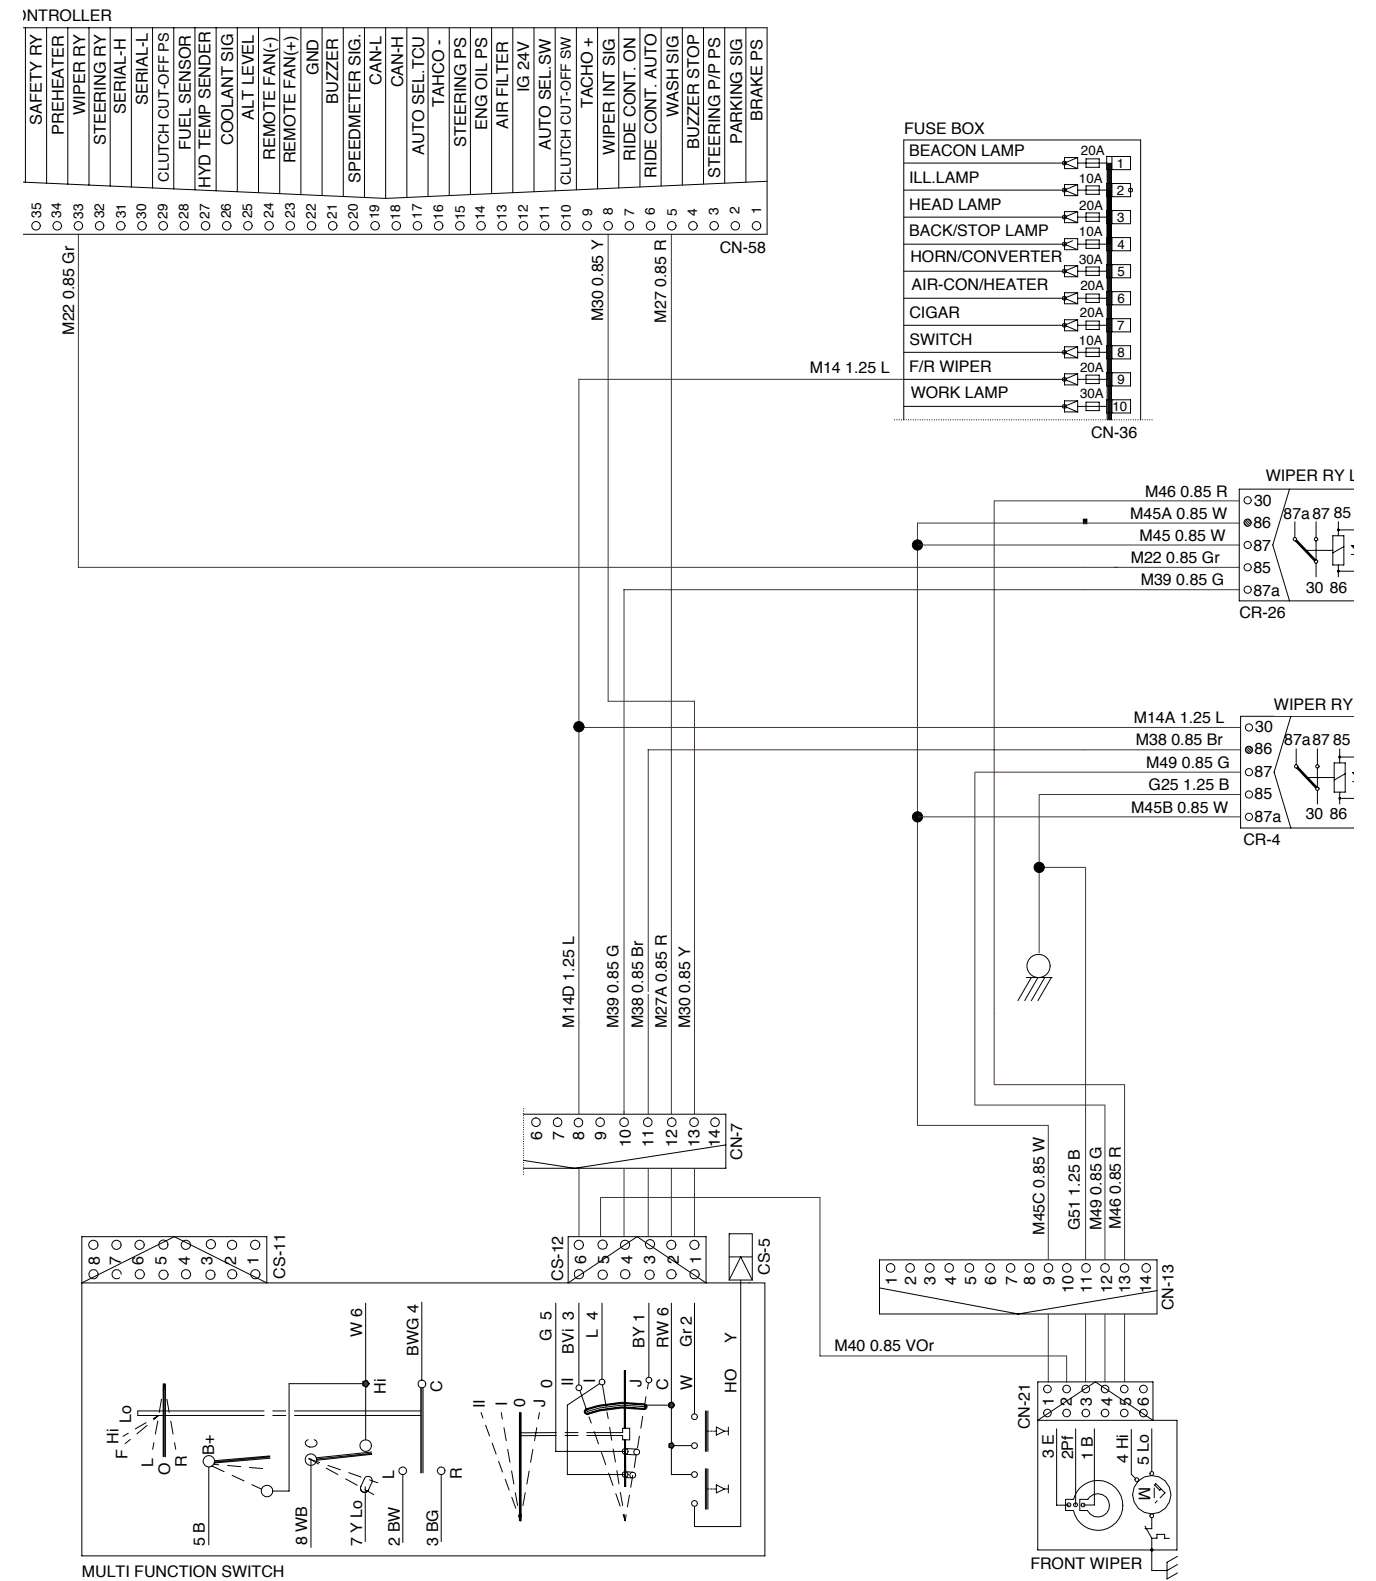 ONTROLLER
SAFETY RY
PREHEATER
WIPER RY
STEERING RY
SERIAL-H
SERIAL-L
CLUTCH CUT-OFF PS
FUEL SENSOR
HYD TEMP SENDER
COOLANT SIG
ALT LEVEL
REMOTE FAN(-)
REMOTE FAN(+)
GND
BUZZER
SPEEDMETER SIG.
CAN-L
CAN-H
AUTO SEL.TCU
TAHCO -
STEERING PS
ENG OIL PS
AIR FILTER
IG 24V
AUTO SEL.SW
CLUTCH CUT-OFF SW
TACHO +
WIPER INT SIG
RIDE CONT. ON
RIDE CONT. AUTO
WASH SIG
BUZZER STOP
STEERING P/P PS
PARKING SIG
BRAKE PS
35 34 33 32 31 30 29 28 27 26 25 24 23 22 21 20 19 18 17 16 15 14 13 12 11 10 9 8 7 6 5 4 3 2 1
CN-58
M22 0.85 Gr
M30 0.85 Y
M27 0.85 R
FUSE BOX
BEACON LAMP 20A 1
ILL.LAMP 10A 2
HEAD LAMP 20A 3
BACK/STOP LAMP 10A 4
HORN/CONVERTER 30A 5
AIR-CON/HEATER 20A 6
CIGAR 20A 7
SWITCH 10A 8
M14 1.25 L F/R WIPER 20A 9
WORK LAMP 30A 10
CN-36
WIPER RY L
M46 0.85 R 30
M45A 0.85 W 86
M45 0.85 W 87
M22 0.85 Gr 85
M39 0.85 G 87a
87a 87 85
30 86
CR-26
WIPER RY
M14A 1.25 L 30
M38 0.85 Br 86
M49 0.85 G 87
G25 1.25 B 85
M45B 0.85 W 87a
87a 87 85
30 86
CR-4
M14D 1.25 L
M39 0.85 G
M38 0.85 Br
M27A 0.85 R
M30 0.85 Y
6 7 8 9 10 11 12 13 14
CN-7
M45C 0.85 W
G51 1.25 B
M49 0.85 G
M46 0.85 R
8 7 6 5 4 3 2 1
CS-11
CS-12
6 5 4 3 2 1
CS-5
1 2 3 4 5 6 7 8 9 10 11 12 13 14
CN-13
M40 0.85 VOr
CN-21
1 2 3 4 5 6
W 6
BWG 4
G 5
BVi 3
L 4
BY 1
RW 6
Gr 2
Y
Hi
C
O
II
I
J
C
W
HO
F
Hi
Lo
L
O
R
B+
C
L
R
II
I
O
J
5 B
8 WB
7 Y Lo
2 BW
3 BG
3 E
2Pf
1 B
4 Hi
5 Lo
M
MULTI FUNCTION SWITCH
FRONT WIPER